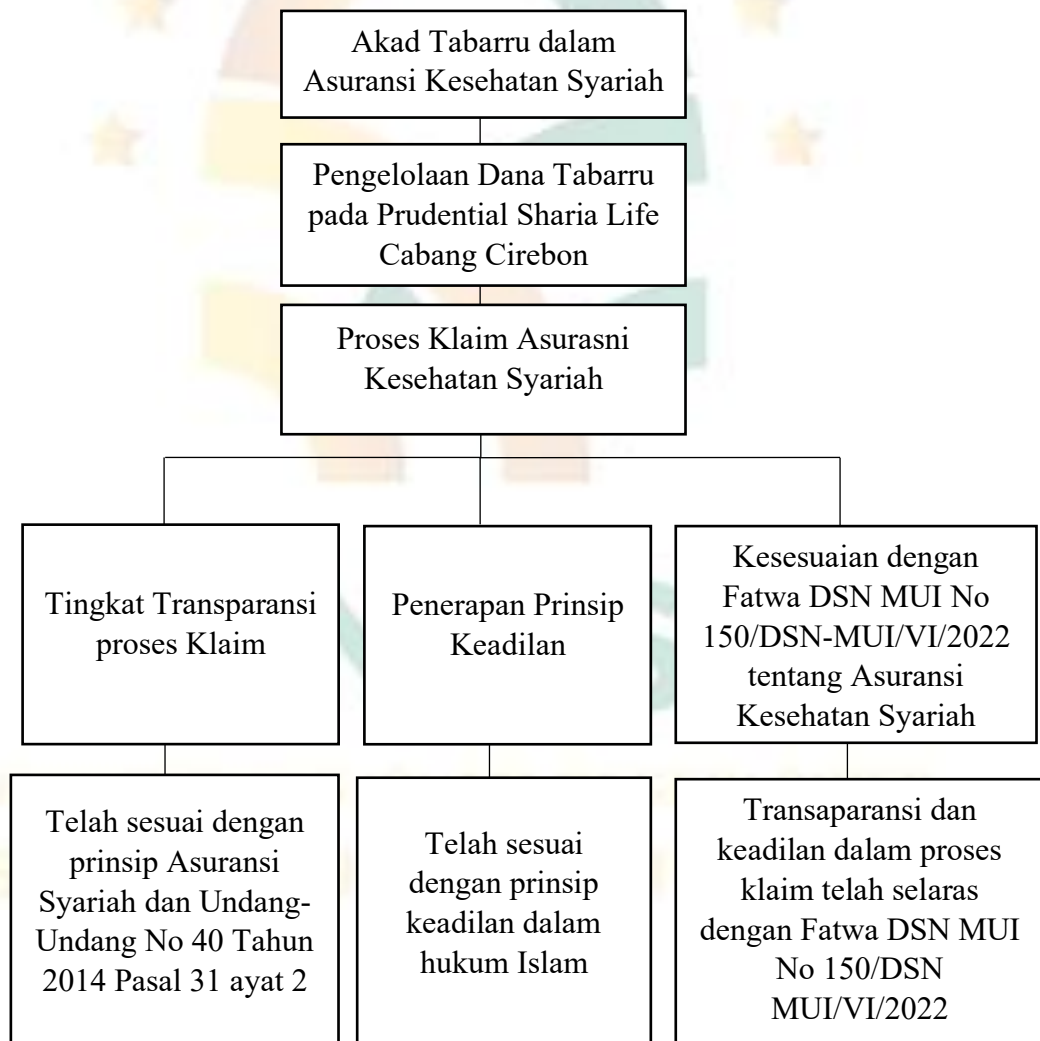 Akad Tabarru dalam
Asuransi Kesehatan Syariah
Pengelolaan Dana Tabarru
pada Prudential Sharia Life
Cabang Cirebon
Proses Klaim Asurasni
Kesehatan Syariah
Tingkat Transparansi
proses Klaim
Penerapan Prinsip
Keadilan
Kesesuaian dengan
Fatwa DSN MUI No
150/DSN-MUI/VI/2022
tentang Asuransi
Kesehatan Syariah
Telah sesuai dengan
prinsip Asuransi
Syariah dan Undang-
Undang No 40 Tahun
2014 Pasal 31 ayat 2
Telah sesuai
dengan prinsip
keadilan dalam
hukum Islam
Transaparansi dan
keadilan dalam proses
klaim telah selaras
dengan Fatwa DSN MUI
No 150/DSN
MUI/VI/2022